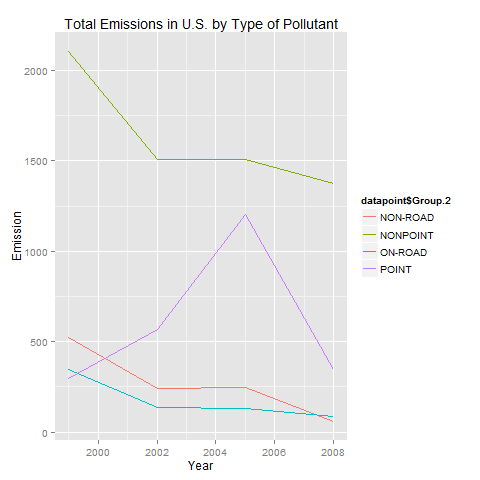 Total Emissions in U.S. by Type of Pollutant
2000
1500
1000
500
0
Emission
2000
2002
2004
2006
2008
Year
datapoint$Group.2
NON-ROAD
NONPOINT
ON-ROAD
POINT